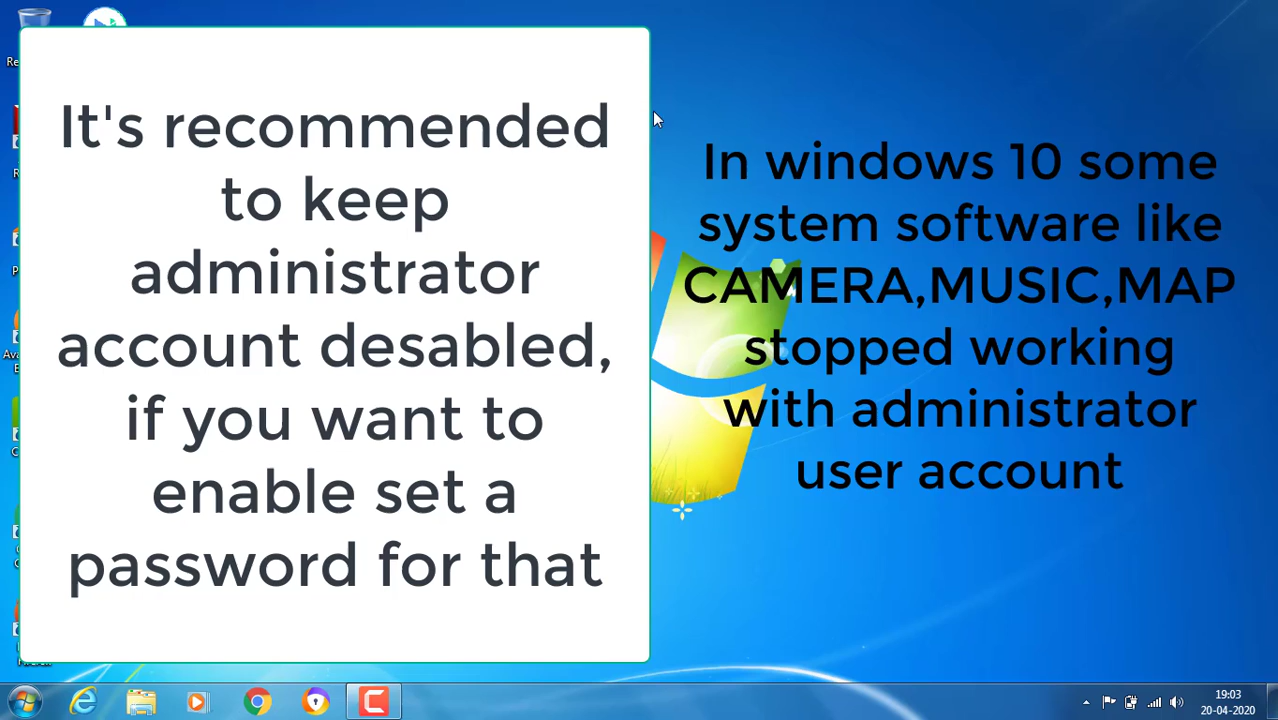 It's recommended
to keep
administrator
account desabled,
if you want to
enable set a
password for that
In windows 10 some
system software like
CAMERA,MUSIC,MAP
stopped working
with administrator
user account
19:03
20-04-2020